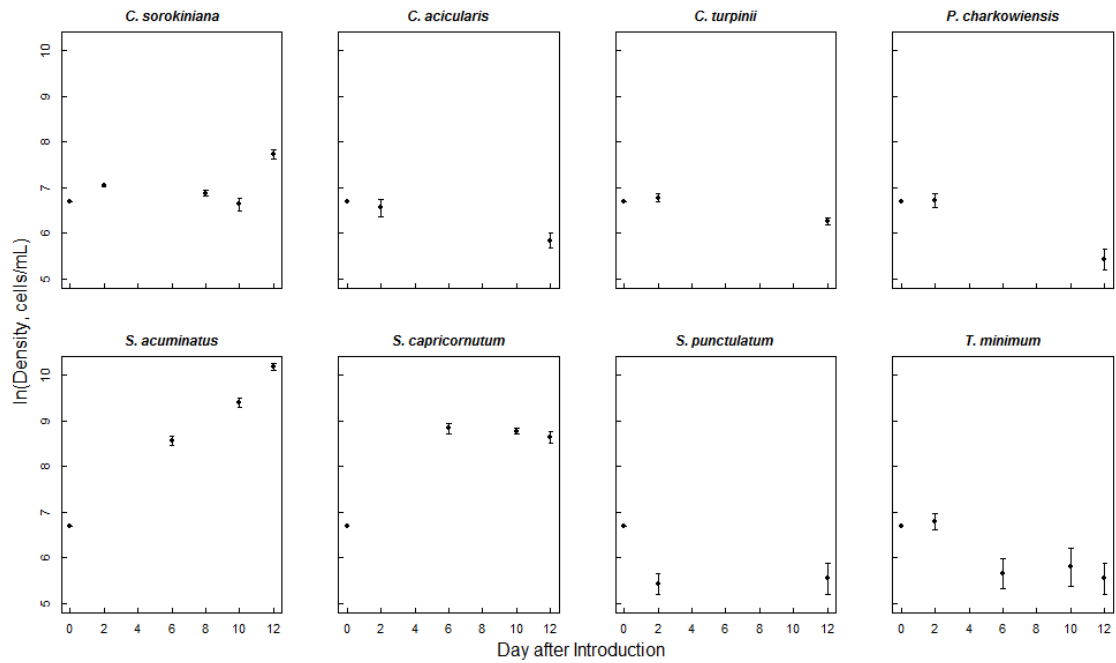 C. sorokiniana
C. acicularis
C. turpinii
P. charkowiensis
10
9
8
7
6
5
S. acuminatus
S. capricornutum
S. punctulatum
T. minimum
10
9
8
7
6
5
0 2 4 6 8 10 12
0 2 4 6 8 10 12
0 2 4 6 8 10 12
0 2 4 6 8 10 12
ln(Density, cells/mL)
Day after Introduction